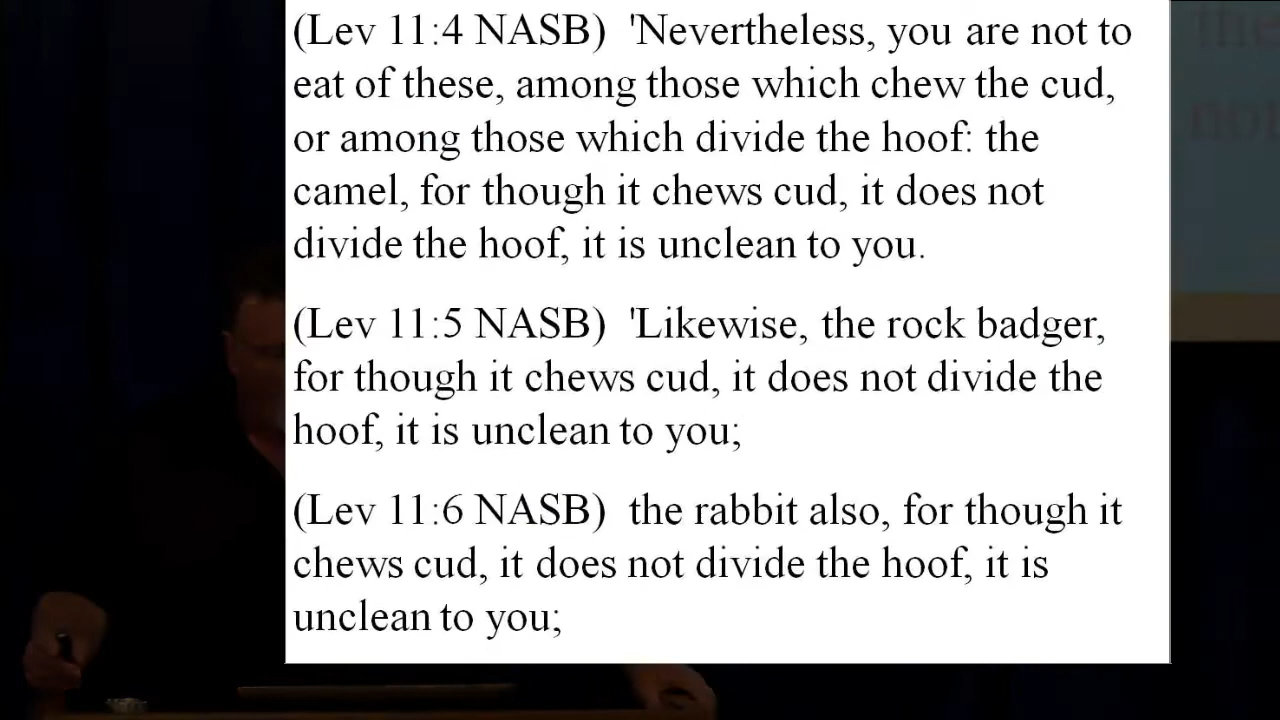 (Lev 11:4 NASB) 'Nevertheless, you are not to
eat of these, among those which chew the cud,
or among those which divide the hoof: the
camel, for though it chews cud, it does not
divide the hoof, it is unclean to you.
(Lev 11:5 NASB) 'Likewise, the rock badger,
for though it chews cud, it does not divide the
hoof, it is unclean to you;
(Lev 11:6 NASB) the rabbit also, for though it
chews cud, it does not divide the hoof, it is
unclean to you;
the